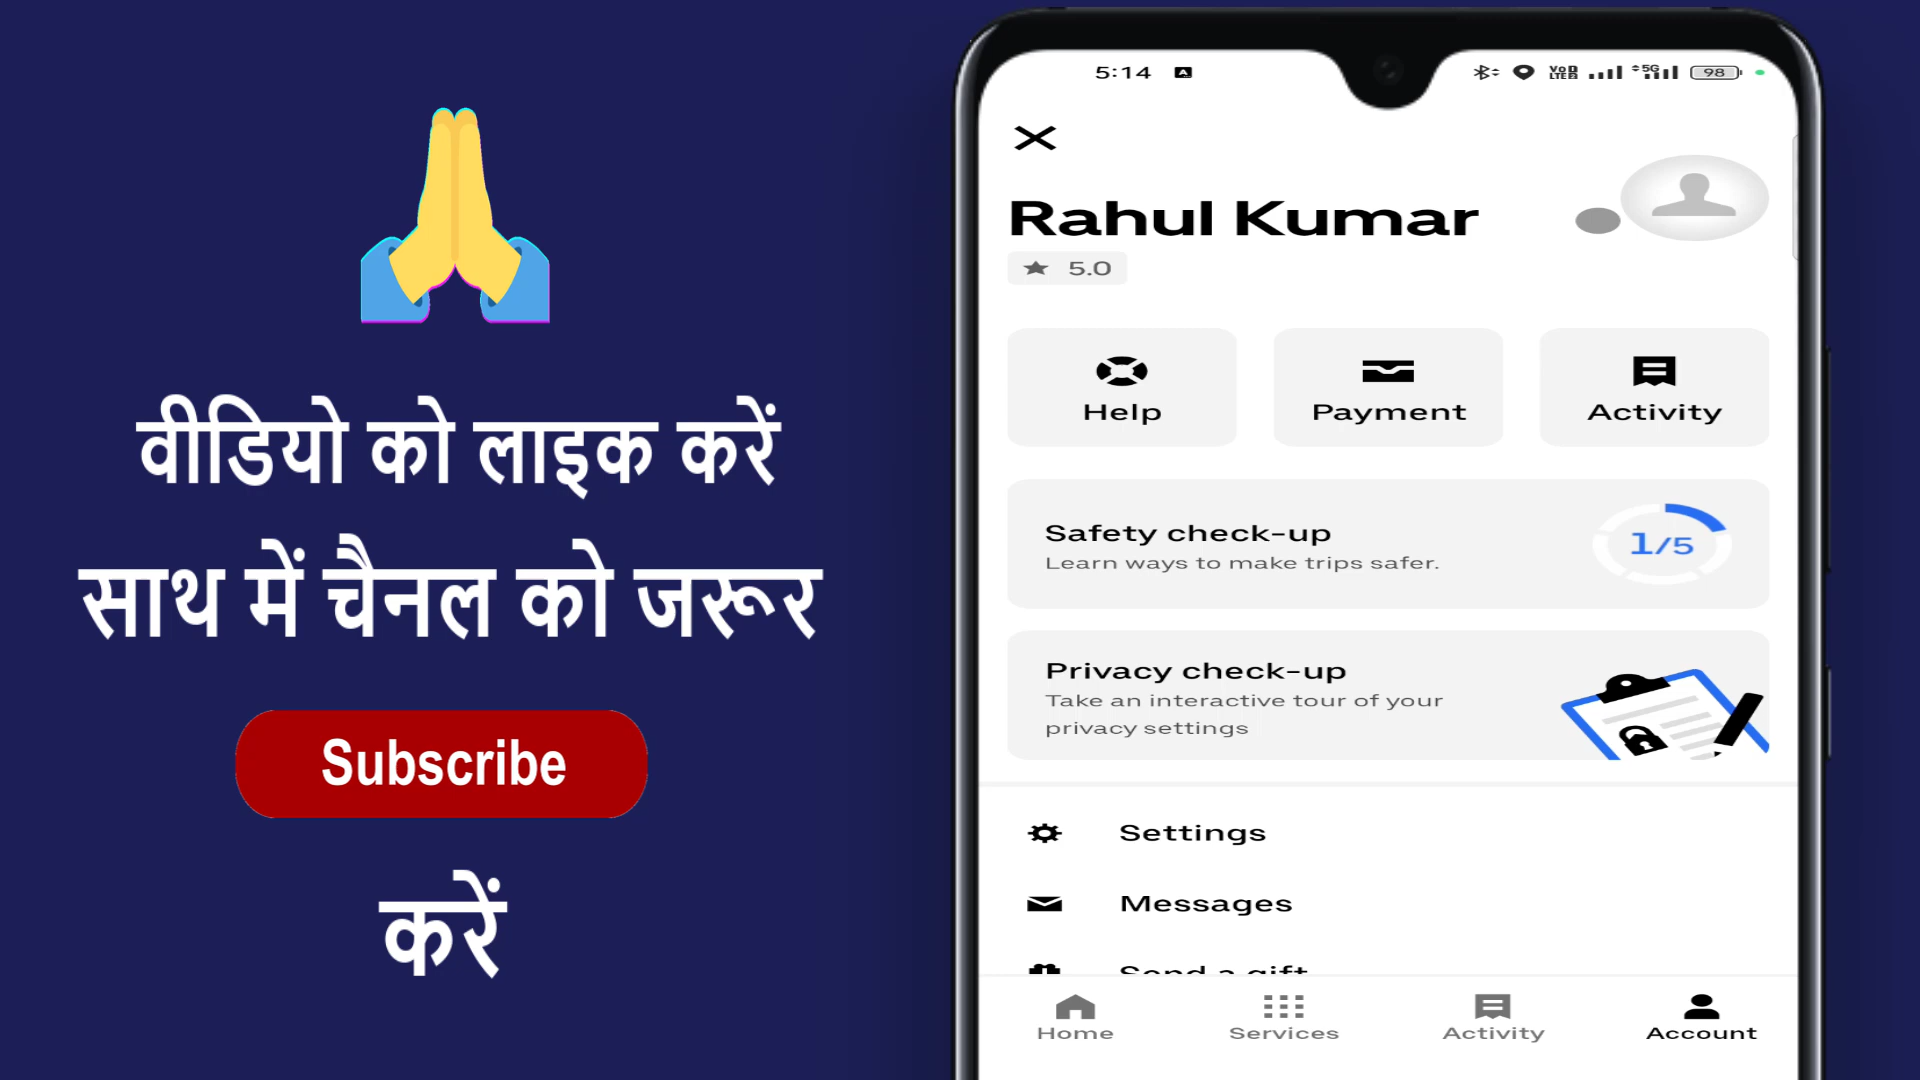 वीडियो को लाइक करें
साथ में चैनल को जरूर
Subscribe
करें
5:14
5G
98
Rahul Kumar
5.0
Help
Payment
Activity
Safety check-up
Learn ways to make trips safer.
1/5
Privacy check-up
Take an interactive tour of your
privacy settings
Settings
Messages
Send a gift
Home
Services
Activity
Account